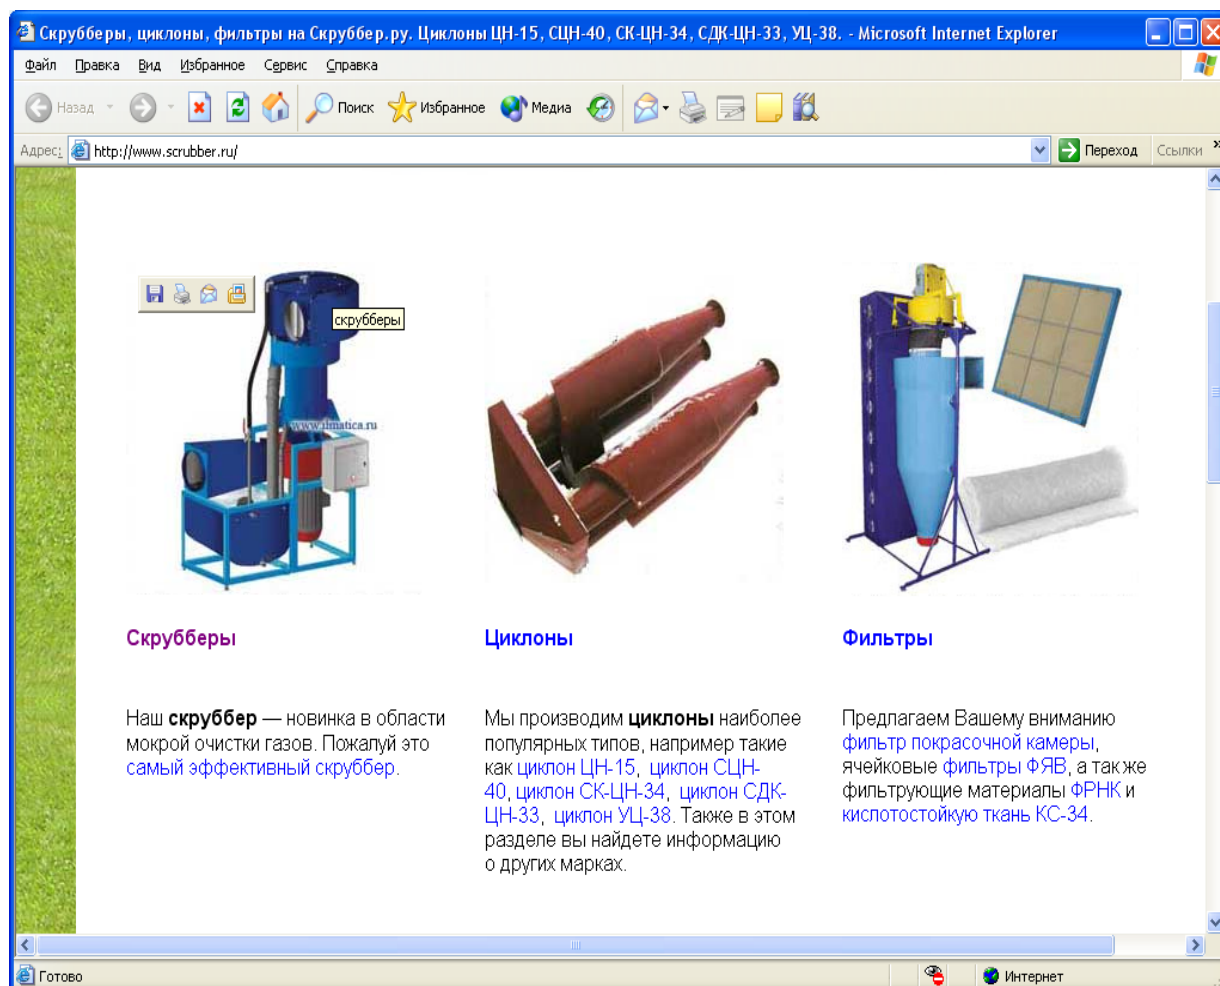 Скрубберы, циклоны, фильтры на Скруббер.ру. Циклоны ЦН-15, СЦН-40, СК-ЦН-34, СДК-ЦН-33, УЦ-38. - Microsoft Internet Explorer
Файл Правка Вид Избранное Сервис Справка
Назад Поиск Избранное Медиа
Адрес: http://www.scrubber.ru/ Переход Ссылки »
скрубберы
www.ilmatica.ru
Скрубберы Циклоны Фильтры
Наш скруббер — новинка в области
мокрой очистки газов. Пожалуй это
самый эффективный скруббер.
Мы производим циклоны наиболее
популярных типов, например такие
как циклон ЦН-15, циклон СЦН-
40, циклон СК-ЦН-34, циклон СДК-
ЦН-33, циклон УЦ-38. Также в этом
разделе вы найдете информацию
о других марках.
Предлагаем Вашему вниманию
фильтр покрасочной камеры,
ячейковые фильтры ФЯВ, а так же
фильтрующие материалы ФРНК и
кислотостойкую ткань КС-34.
Готово Интернет